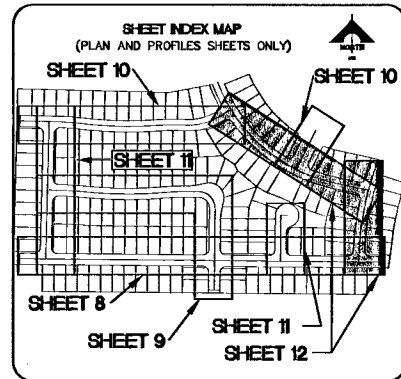 SHEET INDEX MAP
(PLAN AND PROFILES SHEETS ONLY)
NORTH
SHEET 10
SHEET 10
SHEET 11
SHEET 8
SHEET 9
SHEET 11
SHEET 12